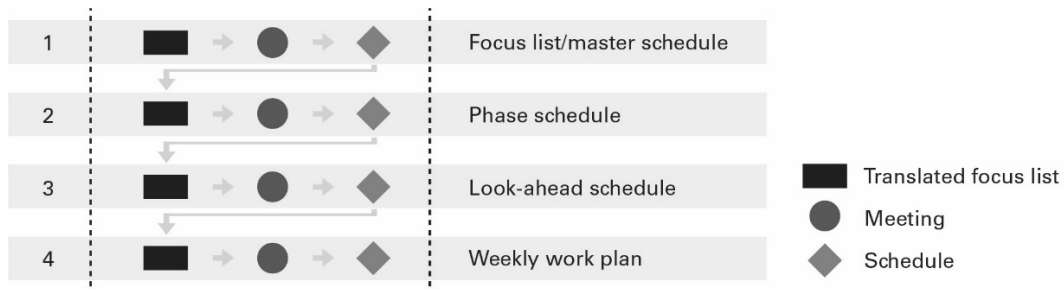 1 Focus list/master schedule
2 Phase schedule
3 Look-ahead schedule
4 Weekly work plan
Translated focus list
Meeting
Schedule